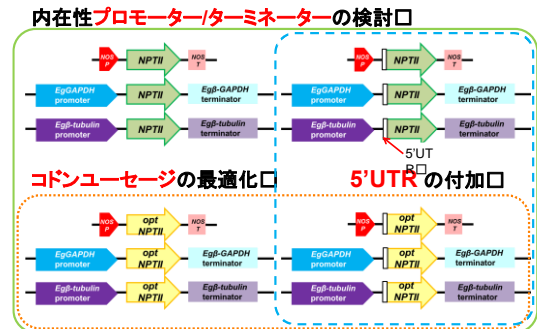 内在性プロモーター/ターミネーターの検討□
NOS P NPTII NOS T NOS P NPTII NOS T
EgGAPDH promoter NPTII Egβ-GAPDH terminator EgGAPDH promoter NPTII Egβ-GAPDH terminator
Egβ-tubulin promoter NPTII Egβ-tubulin terminator Egβ-tubulin promoter NPTII Egβ-tubulin terminator
5'UT
R□
コドンユーセージの最適化□ 5'UTR の付加□
NOS P opt NPTII NOS T NOS P opt NPTII NOS T
EgGAPDH promoter opt NPTII Egβ-GAPDH terminator EgGAPDH promoter opt NPTII Egβ-GAPDH terminator
Egβ-tubulin promoter opt NPTII Egβ-tubulin terminator Egβ-tubulin promoter opt NPTII Egβ-tubulin terminator